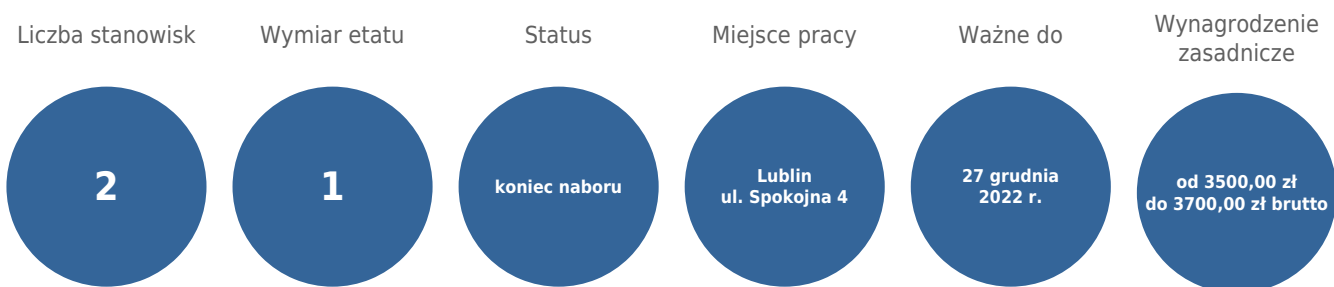 Liczba stanowisk
2
Wymiar etatu
1
Status
koniec naboru
Miejsce pracy
Lublin
ul. Spokojna 4
Ważne do
27 grudnia
2022 r.
Wynagrodzenie
zasadnicze
od 3500,00 zł
do 3700,00 zł brutto